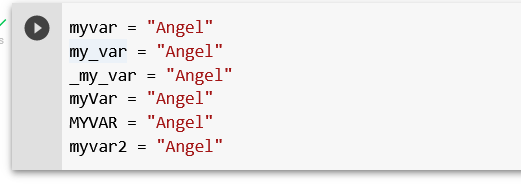 myvar = "Angel"
my_var = "Angel"
_my_var = "Angel"
myVar = "Angel"
MYVAR = "Angel"
myvar2 = "Angel"